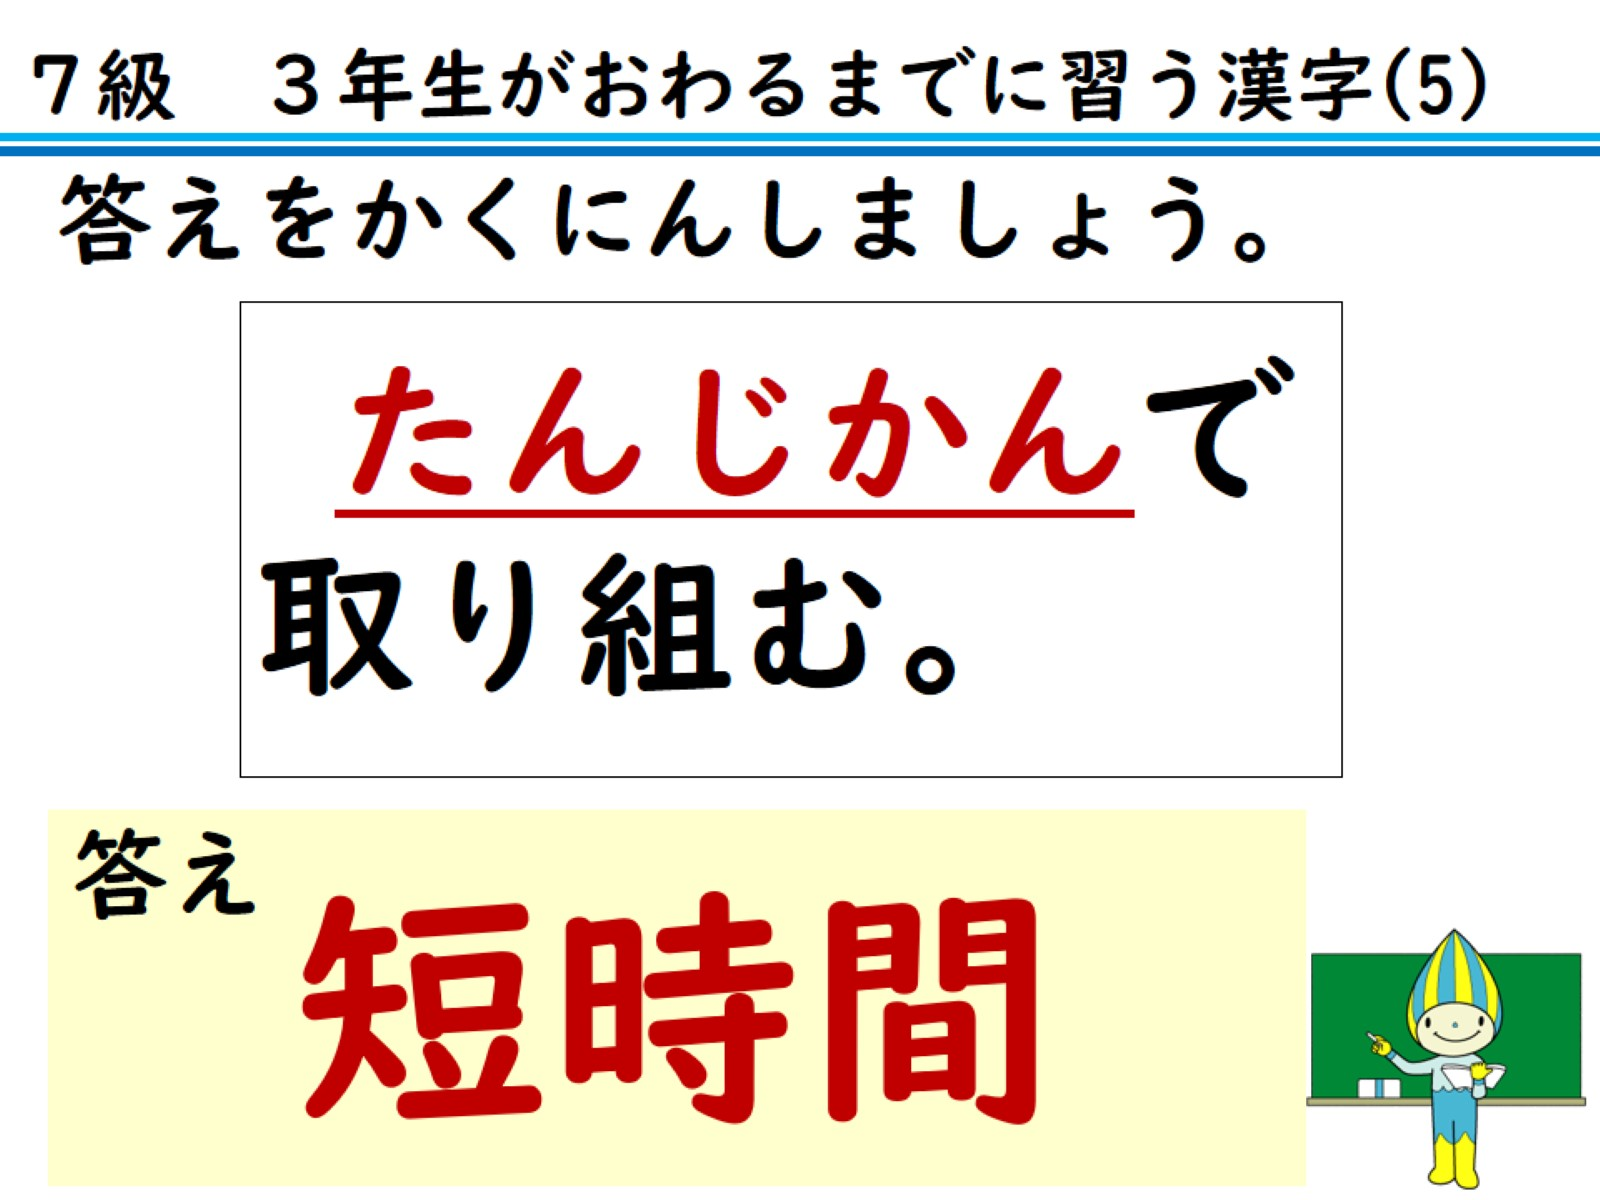 ７級　３年生がおわるまでに習う漢字(5)
答えをかくにんしましょう。
たんじかんで
取り組む。
答え
短時間